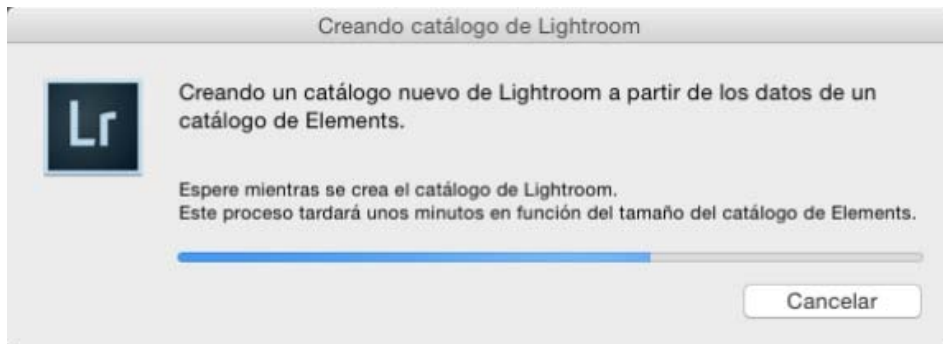 Creando catálogo de Lightroom
Lr
Creando un catálogo nuevo de Lightroom a partir de los datos de un
catálogo de Elements.
Espere mientras se crea el catálogo de Lightroom.
Este proceso tardará unos minutos en función del tamaño del catálogo de Elements.
Cancelar